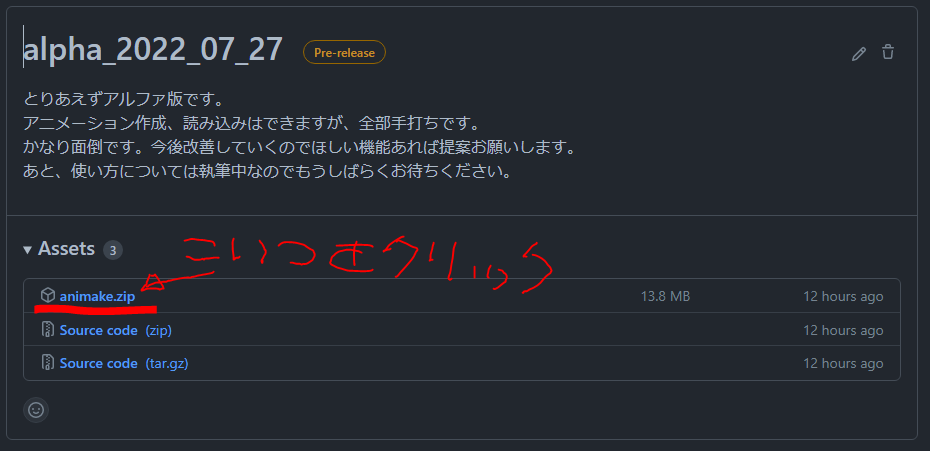 alpha_2022_07_27 Pre-release
とりあえずアルファ版です。
アニメーション作成、読み込みはできますが、全部手打ちです。
かなり面倒です。今後改善していくのでほしい機能あれば提案お願いします。
あと、使い方については執筆中なのでもうしばらくお待ちください。
Assets 3
こいつをクリック
animake.zip 13.8 MB 12 hours ago
Source code (zip) 12 hours ago
Source code (tar.gz) 12 hours ago